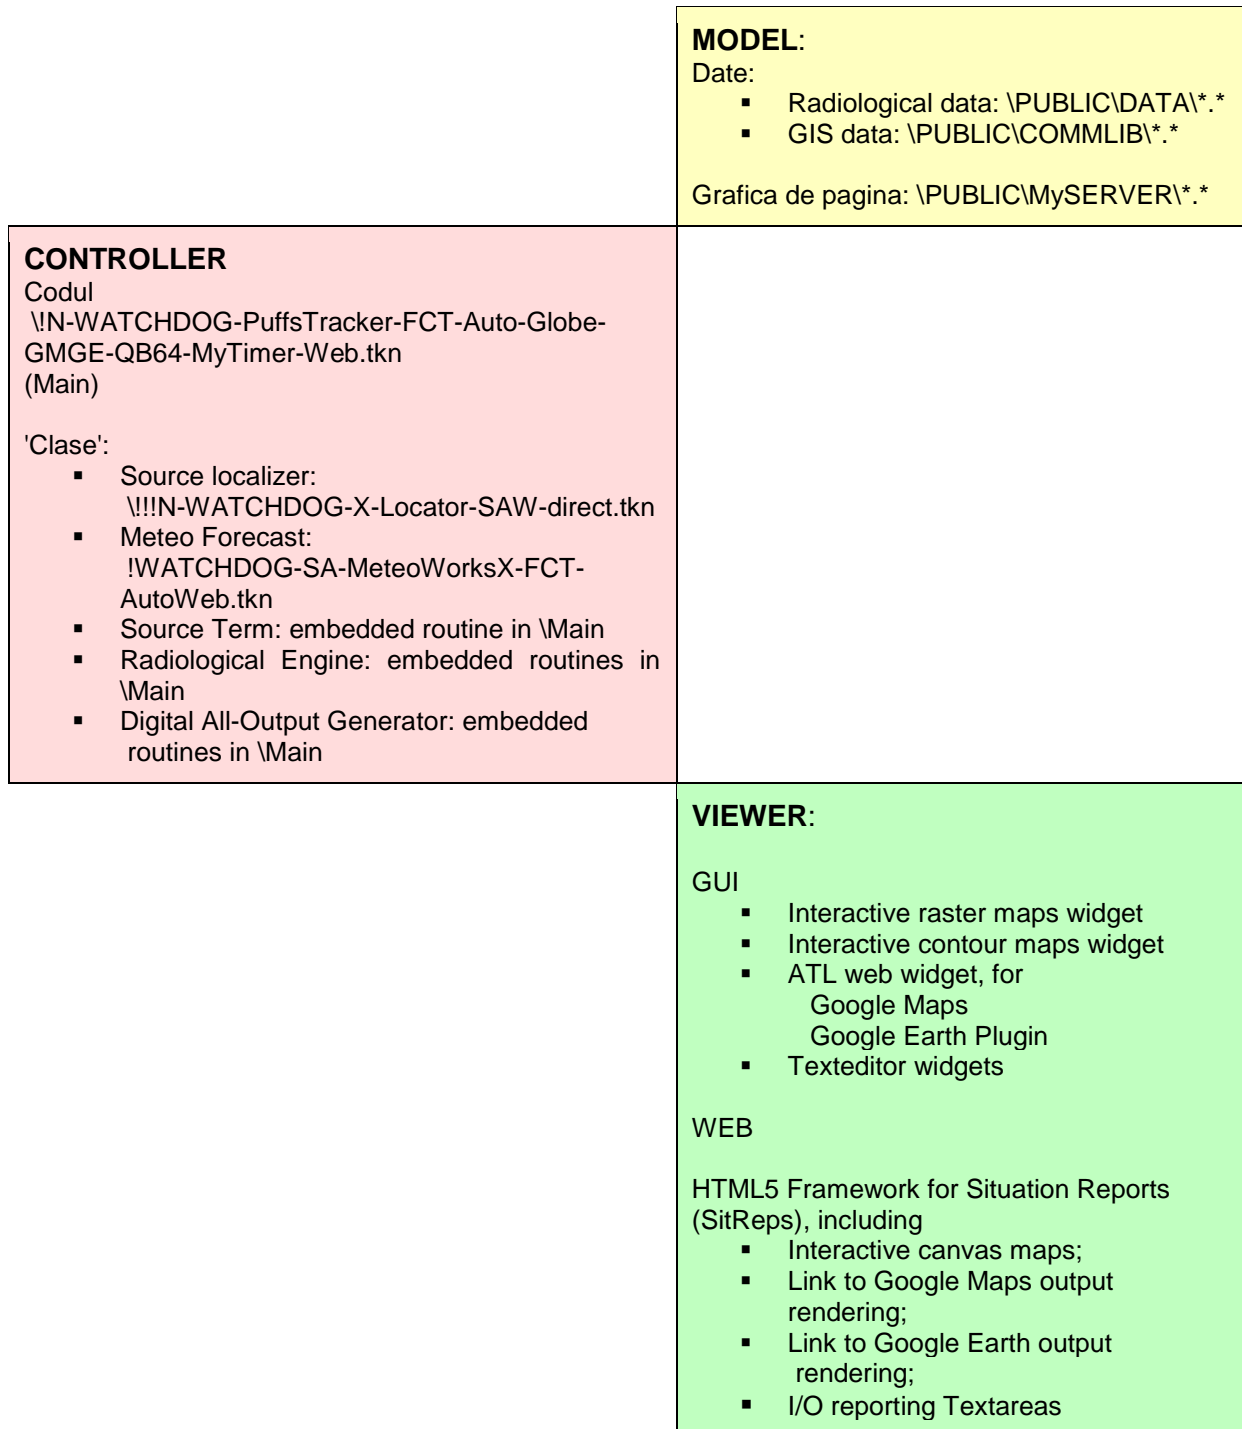 MODEL:
Date:
▪ Radiological data: \PUBLIC\DATA\*.*
▪ GIS data: \PUBLIC\COMMLIB\*.*
Grafica de pagina: \PUBLIC\MySERVER\*.*
CONTROLLER
Codul
\!N-WATCHDOG-PuffsTracker-FCT-Auto-Globe-
GMGE-QB64-MyTimer-Web.tkn
(Main)
'Clase':
▪ Source localizer:
\!!!N-WATCHDOG-X-Locator-SAW-direct.tkn
▪ Meteo Forecast:
!WATCHDOG-SA-MeteoWorksX-FCT-
AutoWeb.tkn
▪ Source Term: embedded routine in \Main
▪ Radiological Engine: embedded routines in
\Main
▪ Digital All-Output Generator: embedded
routines in \Main
VIEWER:
GUI
▪ Interactive raster maps widget
▪ Interactive contour maps widget
▪ ATL web widget, for
Google Maps
Google Earth Plugin
▪ Texteditor widgets
WEB
HTML5 Framework for Situation Reports
(SitReps), including
▪ Interactive canvas maps;
▪ Link to Google Maps output
rendering;
▪ Link to Google Earth output
rendering;
▪ I/O reporting Textareas